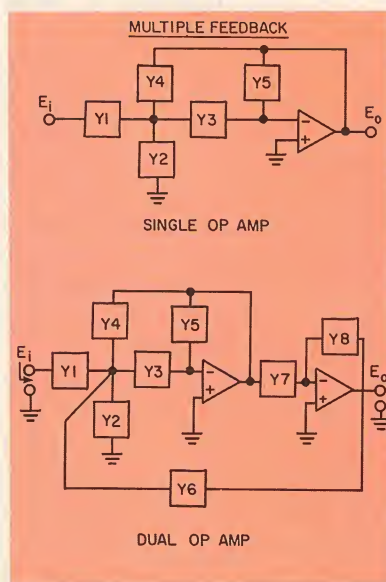 MULTIPLE FEEDBACK
Y4
Y5
Ei
Y1
Y3
Eo
Y2
−
+
SINGLE OP AMP
Y4
Y5
Y8
Ei
Y1
Y3
Y7
Eo
Y2
−
+
−
+
Y6
DUAL OP AMP